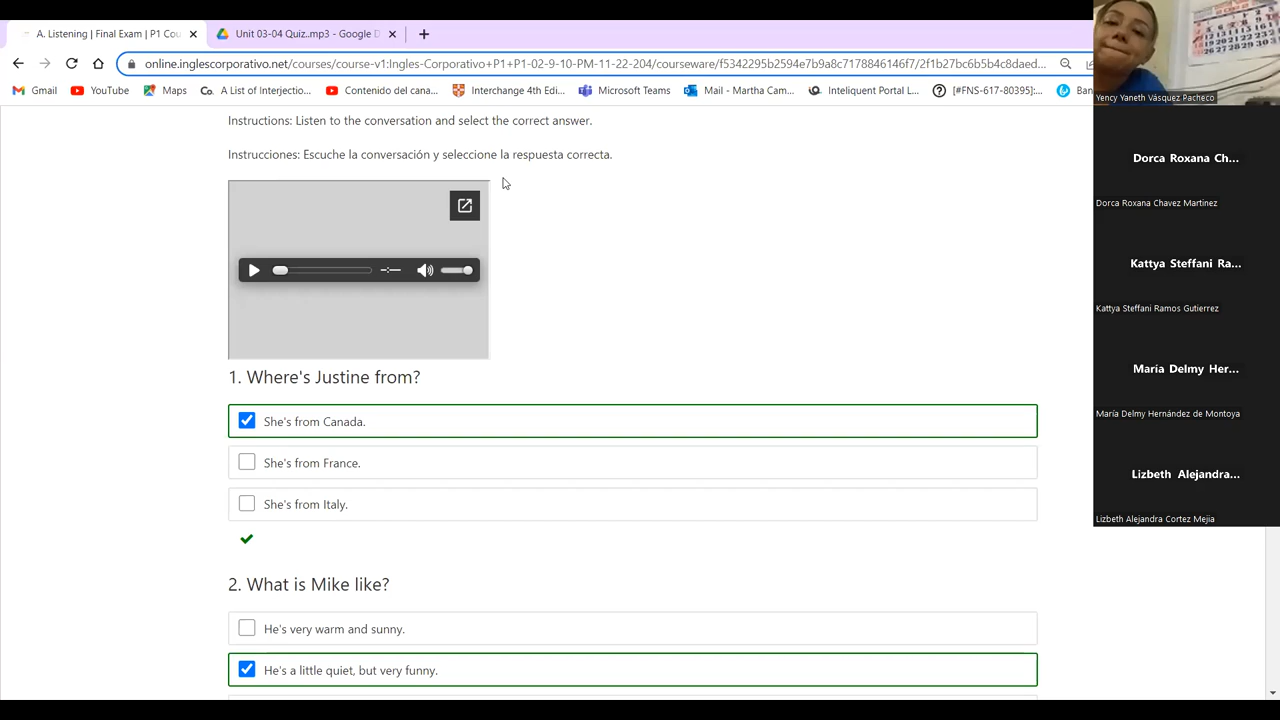 A. Listening | Final Exam | P1 Cou
Unit 03-04 Quiz..mp3 - Google D
online.inglescorporativo.net/courses/course-v1:Ingles-Corporativo+P1+P1-02-9-10-PM-11-22-204/courseware/f5342295b2594e7b9a8c7178846146f7/2f1b27bc6b5b4c8daed...
Gmail
YouTube
Maps
A List of Interjectio...
Contenido del cana...
Interchange 4th Edi...
Microsoft Teams
Mail - Martha Cam...
Inteliquent Portal L...
[#FNS-617-80395]:...
Ban
Instructions: Listen to the conversation and select the correct answer.
Instrucciones: Escuche la conversación y seleccione la respuesta correcta.
1. Where's Justine from?
She's from Canada.
She's from France.
She's from Italy.
2. What is Mike like?
He's very warm and sunny.
He's a little quiet, but very funny.
Yency Yaneth Vásquez Pacheco
Dorca Roxana Ch...
Dorca Roxana Chavez Martinez
Kattya Steffani Ra...
Kattya Steffani Ramos Gutierrez
María Delmy Her...
María Delmy Hernández de Montoya
Lizbeth Alejandra...
Lizbeth Alejandra Cortez Mejia